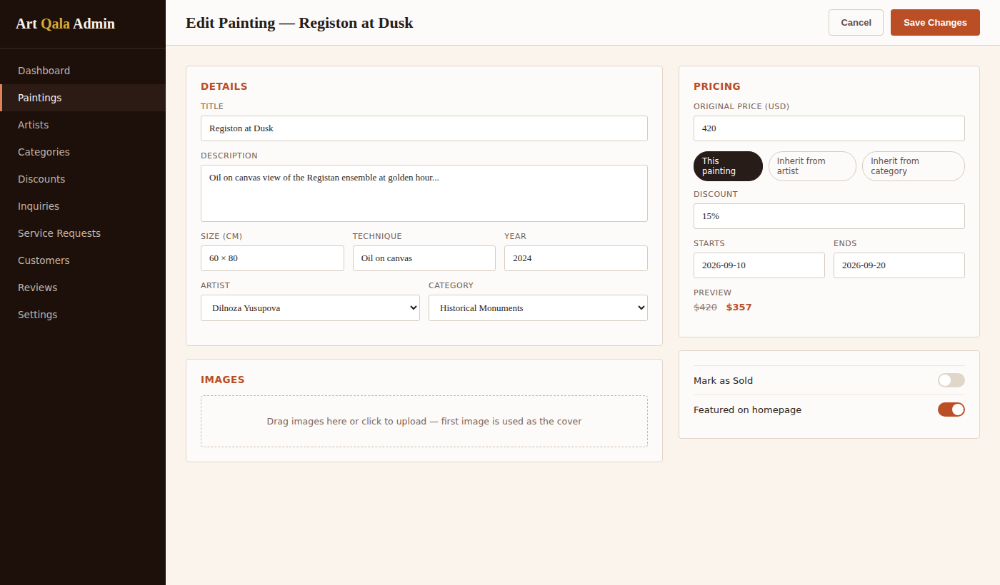 Art Qala Admin
Dashboard
Paintings
Artists
Categories
Discounts
Inquiries
Service Requests
Customers
Reviews
Settings
Edit Painting — Registon at Dusk
Cancel
Save Changes
DETAILS
TITLE
Registon at Dusk
DESCRIPTION
Oil on canvas view of the Registan ensemble at golden hour...
SIZE (CM)
TECHNIQUE
YEAR
60 × 80
Oil on canvas
2024
ARTIST
CATEGORY
Dilnoza Yusupova
Historical Monuments
IMAGES
Drag images here or click to upload — first image is used as the cover
PRICING
ORIGINAL PRICE (USD)
420
This
painting
Inherit from
artist
Inherit from
category
DISCOUNT
15%
STARTS
ENDS
2026-09-10
2026-09-20
PREVIEW
$420 $357
Mark as Sold
Featured on homepage